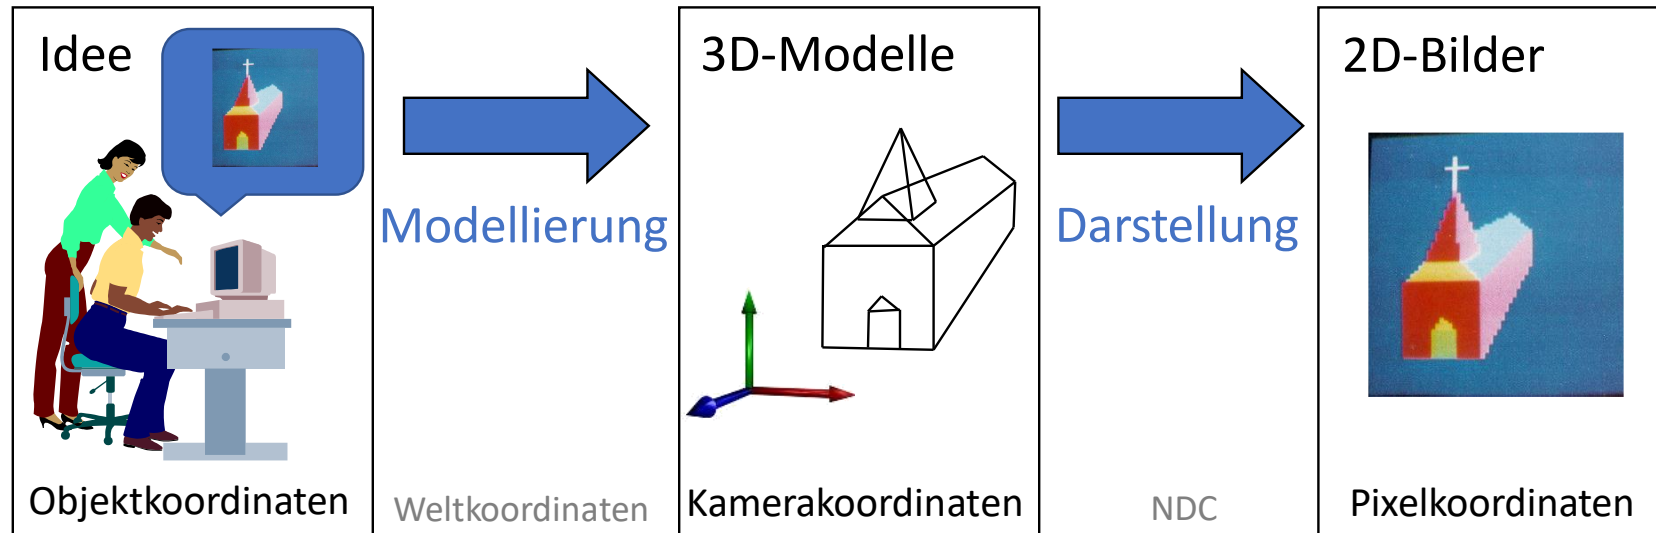 Idee
Objektkoordinaten
Modellierung
Weltkoordinaten
3D-Modelle
Kamerakoordinaten
Darstellung
NDC
2D-Bilder
Pixelkoordinaten